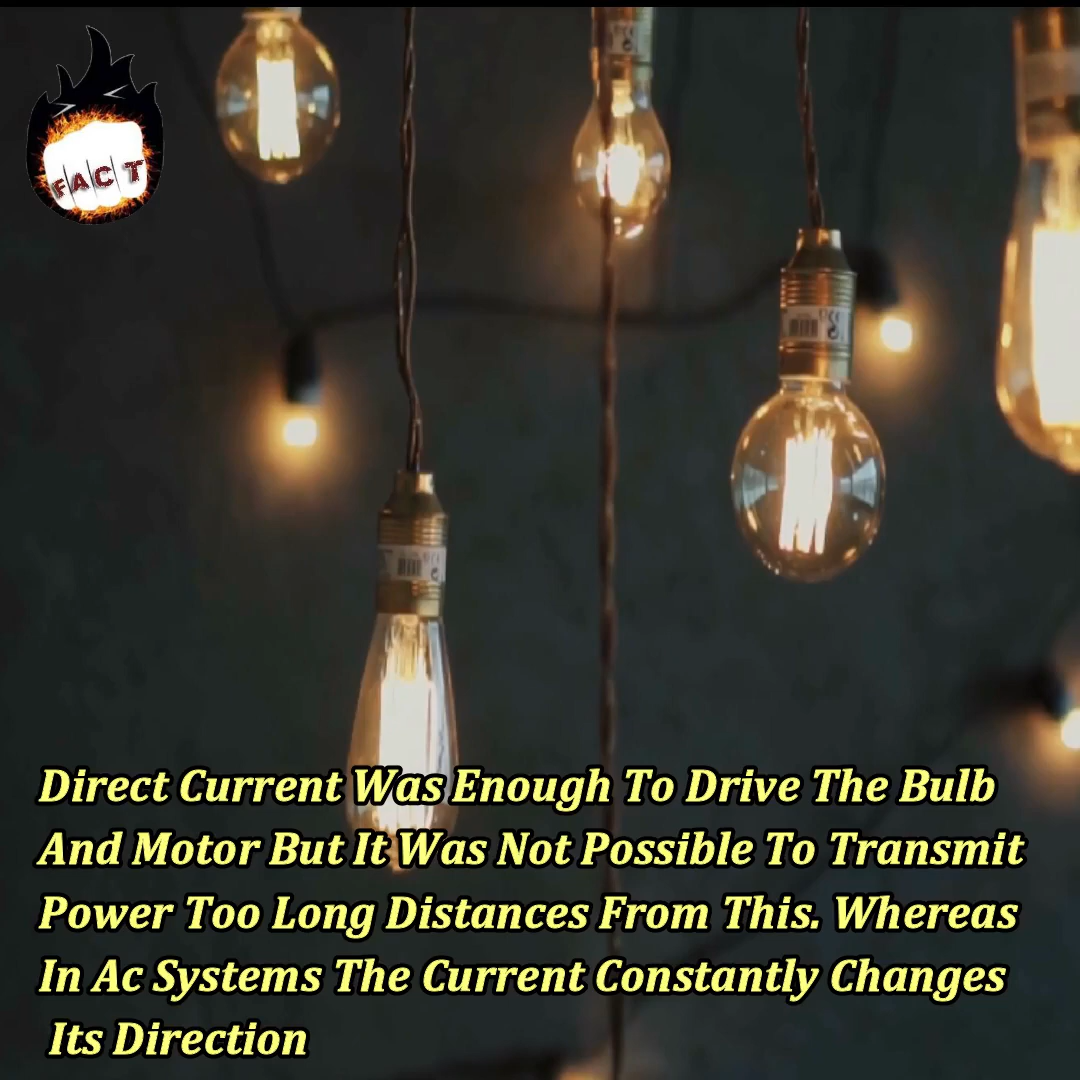 FACT
Direct Current Was Enough To Drive The Bulb
And Motor But It Was Not Possible To Transmit
Power Too Long Distances From This. Whereas
In Ac Systems The Current Constantly Changes
Its Direction